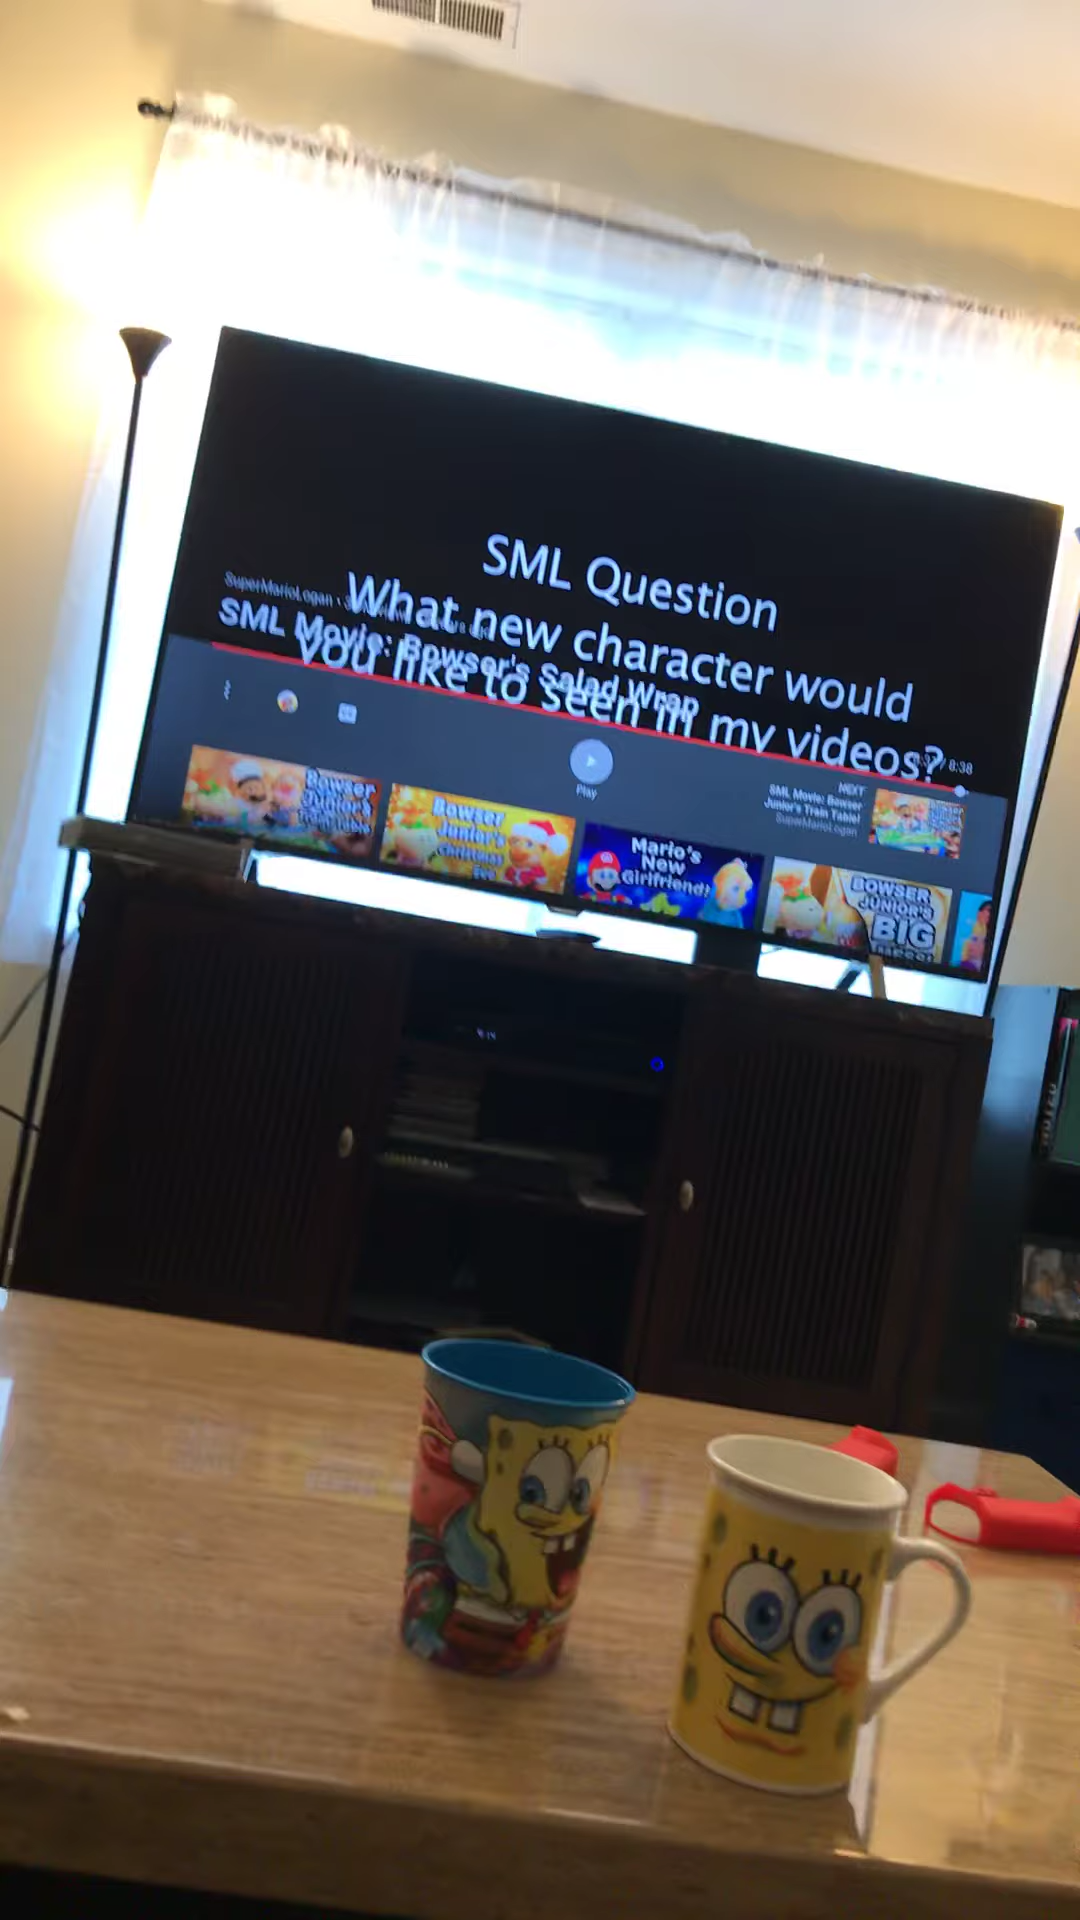 SML Question
What new character would
you like to seen in my videos?
SuperMarioLogan
SML Movie: Bowser's Salad Wrap
8:38
Play
NEXT
SML Movie: Bowser
Junior's Train Table!
SuperMarioLogan
Bowser
Junior's
Bowser
Junior's
Christmas
Eve
Mario's
New
Girlfriend!
BOWSER
JUNIOR'S
BIG